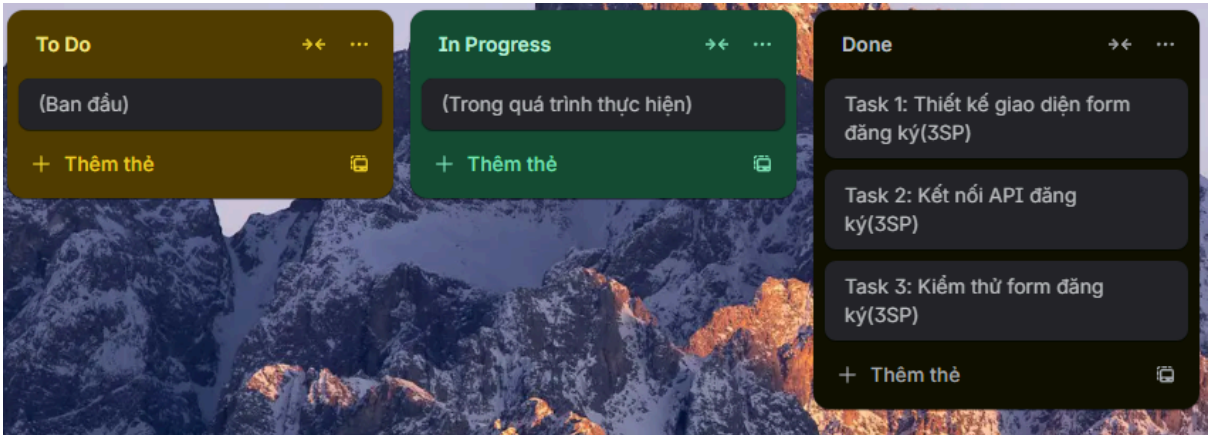 To Do
(Ban đầu)
Thêm thẻ
In Progress
(Trong quá trình thực hiện)
Thêm thẻ
Done
Task 1: Thiết kế giao diện form
đăng ký(3SP)
Task 2: Kết nối API đăng
ký(3SP)
Task 3: Kiểm thử form đăng
ký(3SP)
Thêm thẻ